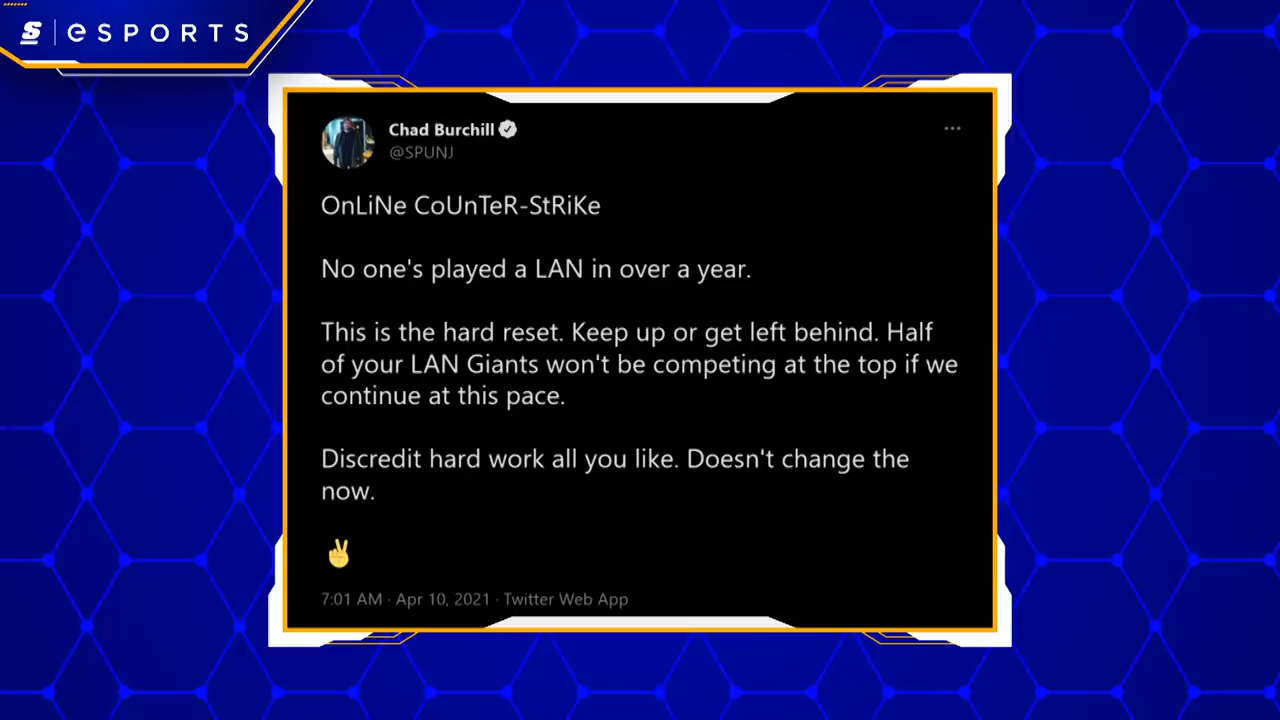 eSPORTS
Chad Burchill
@SPUNJ
OnLiNe CoUnTeR-StRiKe
No one's played a LAN in over a year.
This is the hard reset. Keep up or get left behind. Half
of your LAN Giants won't be competing at the top if we
continue at this pace.
Discredit hard work all you like. Doesn't change the
now.
✌️
7:01 AM · Apr 10, 2021 · Twitter Web App